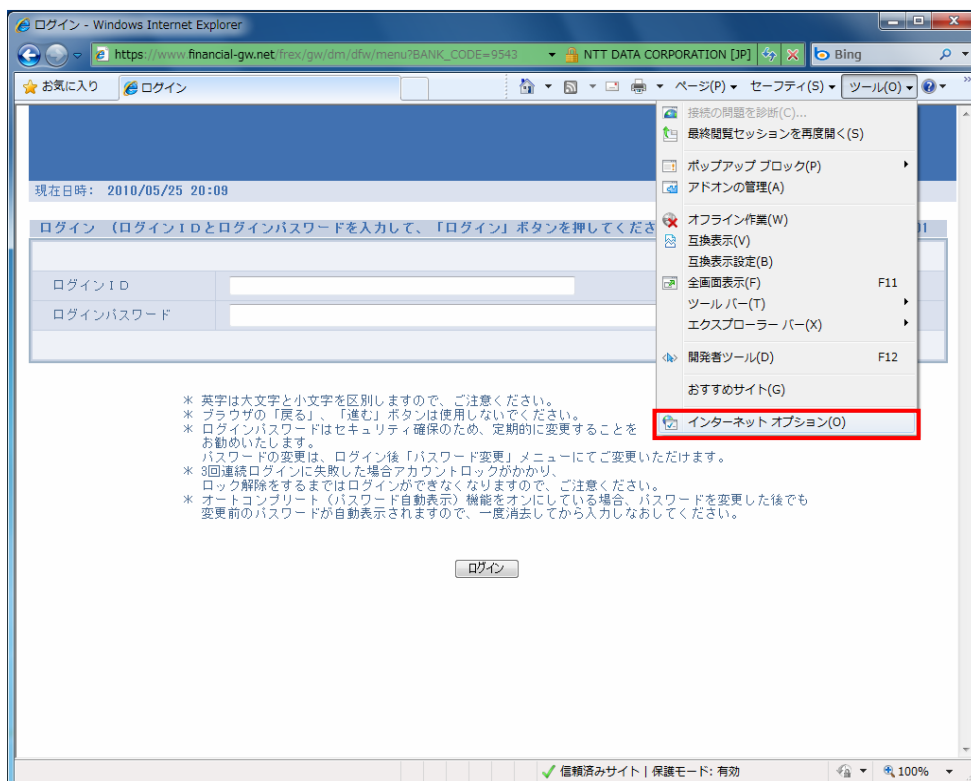 ログイン - Windows Internet Explorer
https://www.financial-gw.net/frex/gw/dm/dfw/menu?BANK_CODE=9543
NTT DATA CORPORATION [JP]
Bing
お気に入り
ログイン
ページ(P)
セーフティ(S)
ツール(O)
接続の問題を診断(C)...
最終閲覧セッションを再度開く(S)
ポップアップ ブロック(P)
アドオンの管理(A)
オフライン作業(W)
互換表示(V)
互換表示設定(B)
全画面表示(F) F11
ツール バー(T)
エクスプローラー バー(X)
開発者ツール(D) F12
おすすめサイト(G)
インターネット オプション(O)
現在日時: 2010/05/25 20:09
ログイン (ログインIDとログインパスワードを入力して、「ログイン」ボタンを押してくださ
ログインID
ログインパスワード
* 英字は大文字と小文字を区別しますので、ご注意ください。
* ブラウザの「戻る」、「進む」ボタンは使用しないでください。
* ログインパスワードはセキュリティ確保のため、定期的に変更することを
お勧めいたします。
パスワードの変更は、ログイン後「パスワード変更」メニューにてご変更いただけます。
* 3回連続ログインに失敗した場合アカウントロックがかかり、
ロック解除をするまではログインができなくなりますので、ご注意ください。
* オートコンプリート(パスワード自動表示)機能をオンにしている場合、パスワードを変更した後でも
変更前のパスワードが自動表示されますので、一度消去してから入力しなおしてください。
ログイン
信頼済みサイト | 保護モード: 有効
100%